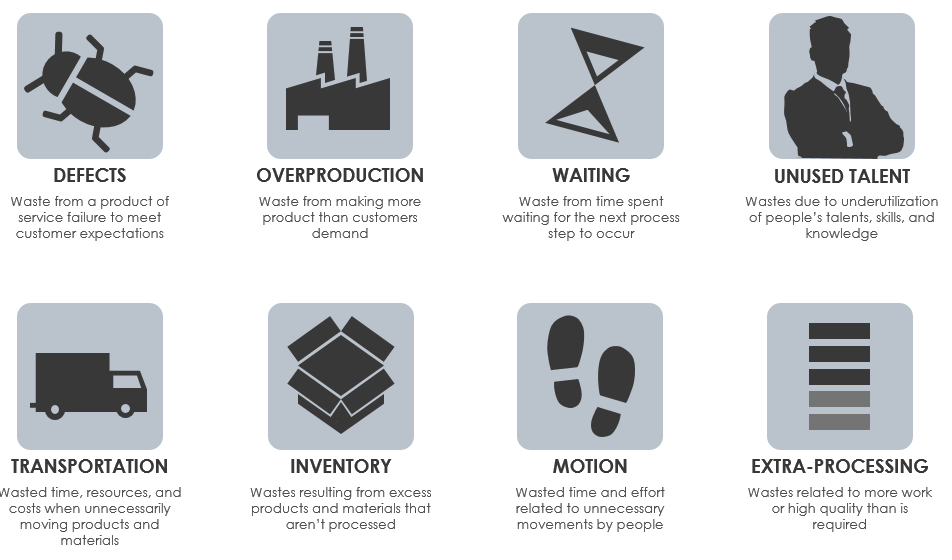 DEFECTS
Waste from a product of
service failure to meet
customer expectations
OVERPRODUCTION
Waste from making more
product than customers
demand
WAITING
Waste from time spent
waiting for the next process
step to occur
UNUSED TALENT
Wastes due to underutilization
of people's talents, skills, and
knowledge
TRANSPORTATION
Wasted time, resources, and
costs when unnecessarily
moving products and
materials
INVENTORY
Wastes resulting from excess
products and materials that
aren't processed
MOTION
Wasted time and effort
related to unnecessary
movements by people
EXTRA-PROCESSING
Wastes related to more work
or high quality than is
required